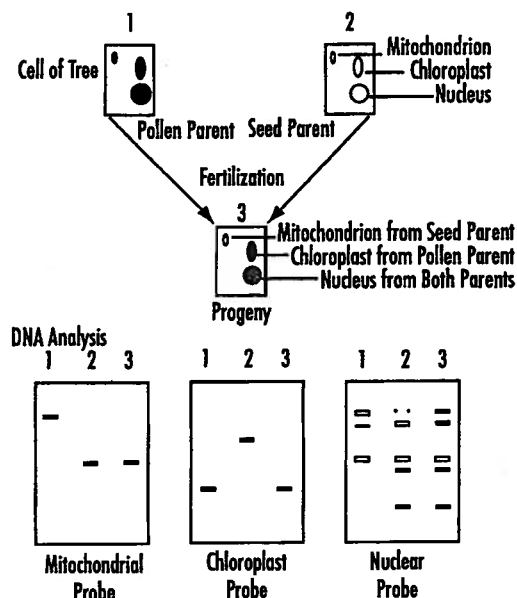 1
2
Cell of Tree
Mitochondrion
Chloroplast
Nucleus
Pollen Parent
Seed Parent
Fertilization
3
Mitochondrion from Seed Parent
Chloroplast from Pollen Parent
Nucleus from Both Parents
Progeny
DNA Analysis
1 2 3
1 2 3
1 2 3
Mitochondrial
Probe
Chloroplast
Probe
Nuclear
Probe